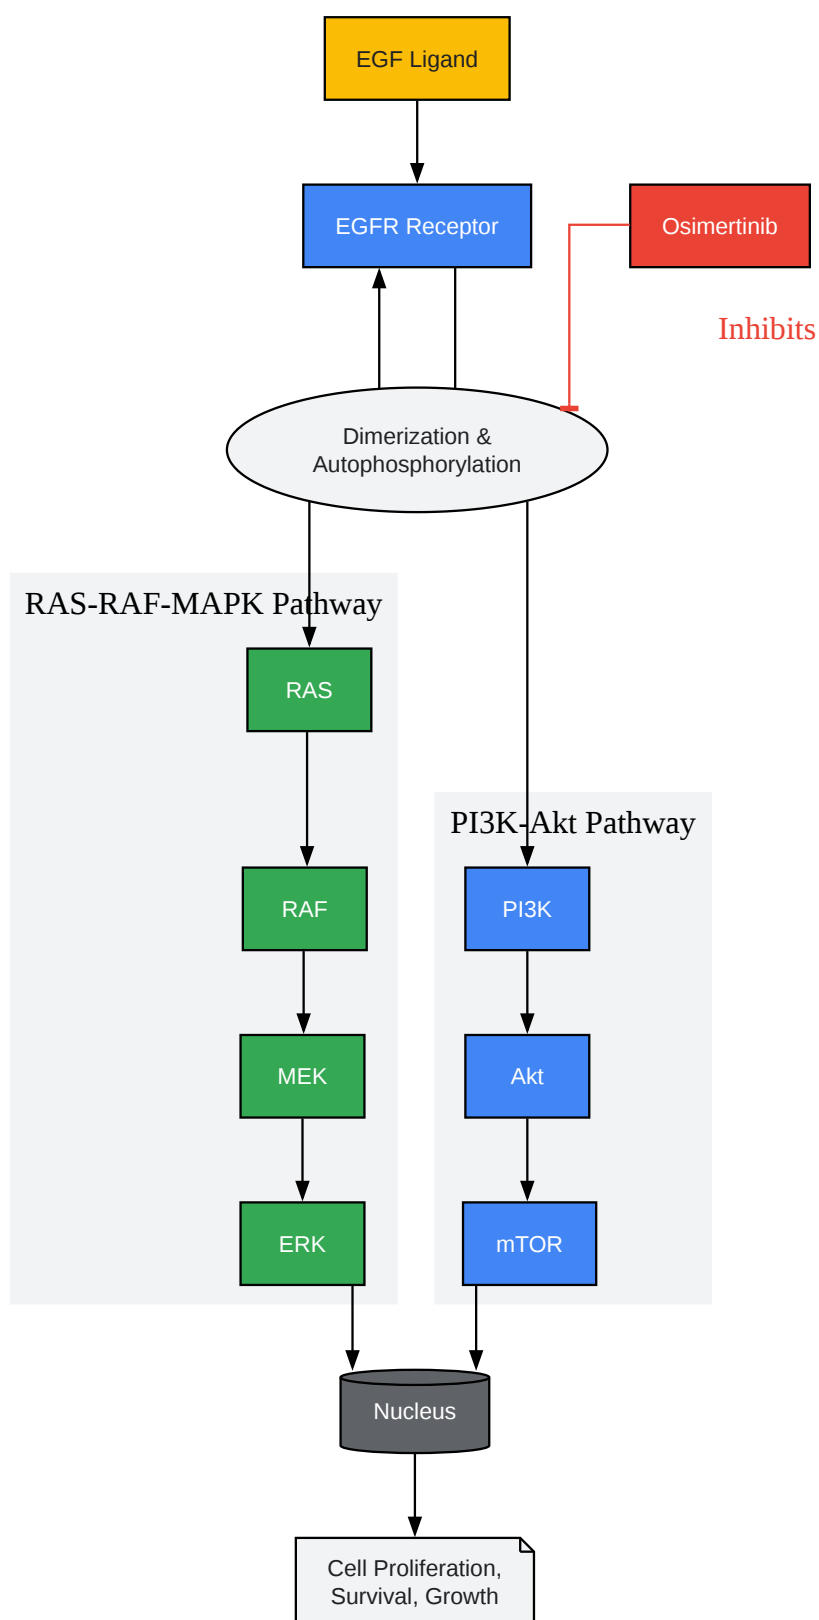 EGF Ligand
EGFR Receptor
Osimertinib
Inhibits
Dimerization &
Autophosphorylation
RAS-RAF-MAPK Pathway
RAS
PI3K-Akt Pathway
RAF
PI3K
MEK
Akt
ERK
mTOR
Nucleus
Cell Proliferation,
Survival, Growth